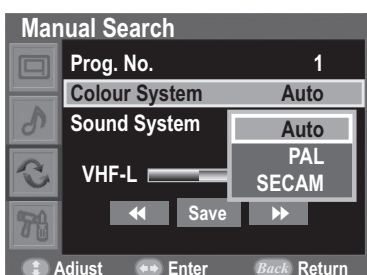 Manual Search
Prog. No. 1
Colour System Auto
Sound System Auto
PAL
VHF-L SECAM
Save
Adjust Enter Back Return